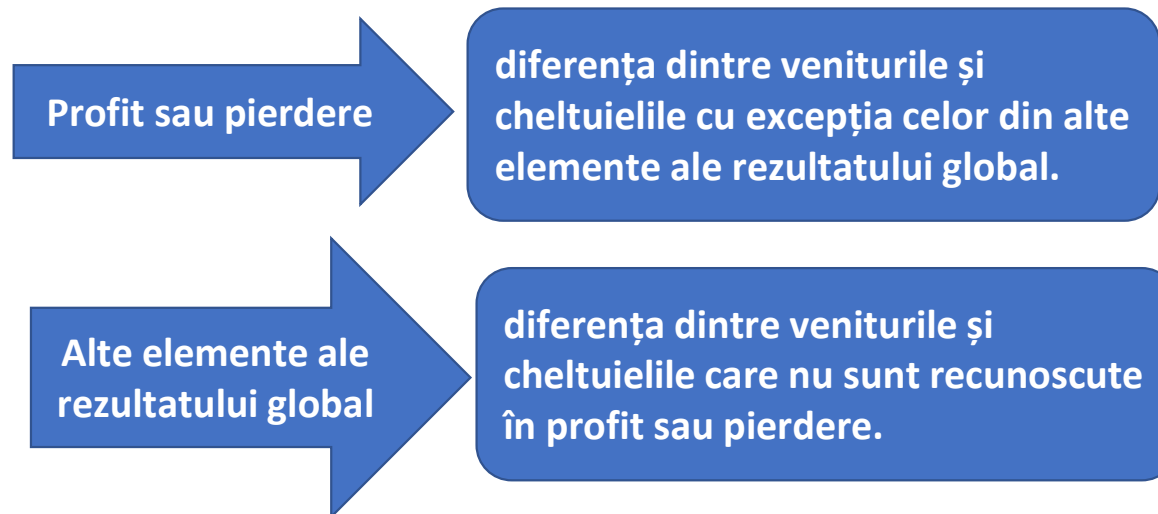 Profit sau pierdere
diferența dintre veniturile și
cheltuielile cu excepția celor din alte
elemente ale rezultatului global.
Alte elemente ale
rezultatului global
diferența dintre veniturile și
cheltuielile care nu sunt recunoscute
în profit sau pierdere.